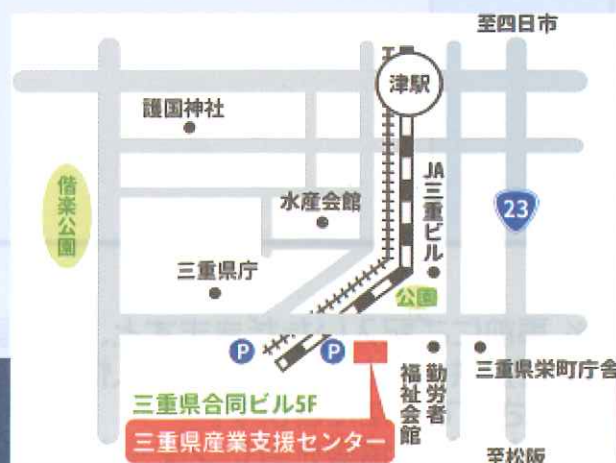 至四日市
津駅
護国神社
偕楽公園
水産会館
JA三重ビル
23
三重県庁
公園
P
P
勤労者
福祉会館
三重県栄町庁舎
三重県合同ビル5F
三重県産業支援センター
至松阪